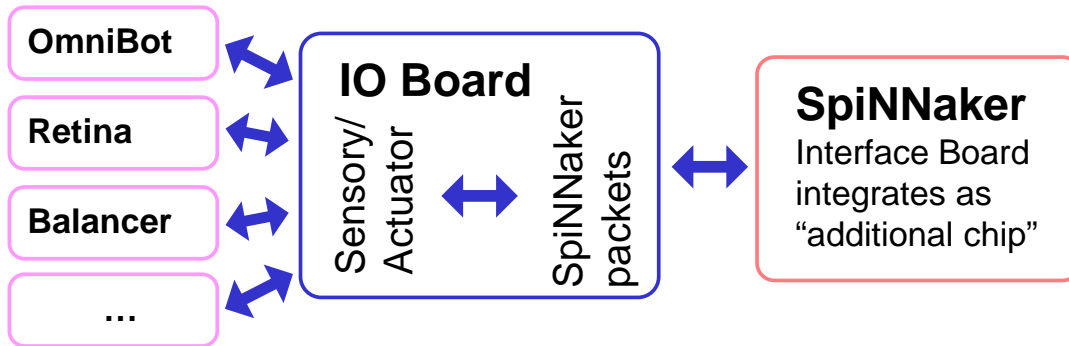 OmniBot
Retina
Balancer
...
IO Board
Sensory/
Actuator
SpiNNaker
packets
SpiNNaker
Interface Board
integrates as
“additional chip”